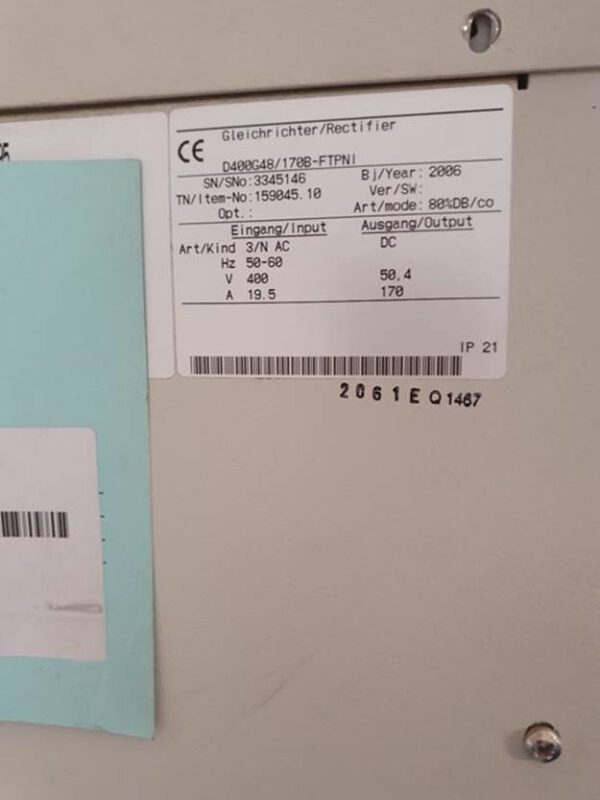 CE
Gleichrichter/Rectifier
D400G48/170B-FTPNI
SN/SNo: 3345146 Bj/Year: 2006
TN/Item-No: 159045.10 Ver/SW:
Opt.: Art/mode: 80%DB/co
Eingang/Input Ausgang/Output
Art/Kind 3/N AC DC
Hz 50-60
V 400 50,4
A 19.5 170
IP 21
2061EQ1467